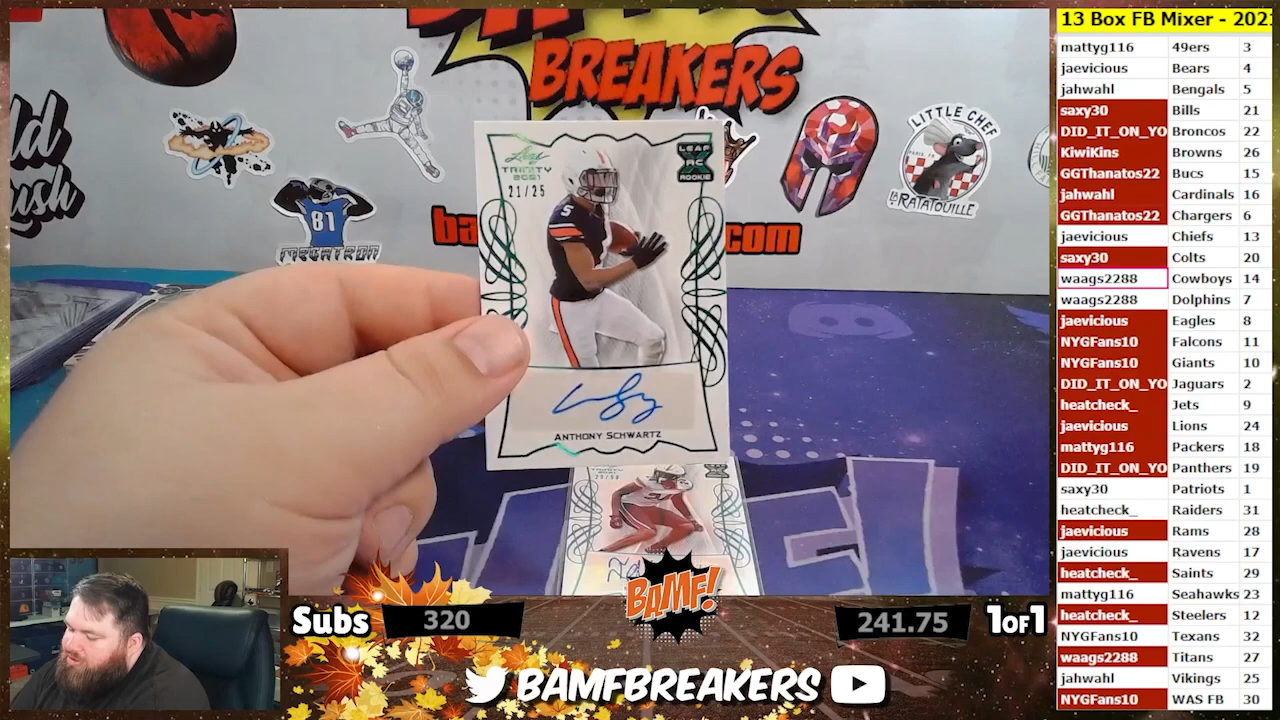 BREAKERS
LITTLE CHEF
RATATOUILLE
81
MEGATRON
com
Leaf
TRINITY
2021
21/25
LEAF
RC
ROOKIE
5
ANTHONY SCHWARTZ
Subs 320
BAMF!
241.75 1OF1
BAMFBREAKERS
13 Box FB Mixer - 2021
mattyg116 49ers 3
jaevicious Bears 4
jahwahl Bengals 5
saxy30 Bills 21
DID_IT_ON_YO Broncos 22
KiwiKins Browns 26
GGThanatos22 Bucs 15
jahwahl Cardinals 16
GGThanatos22 Chargers 6
jaevicious Chiefs 13
saxy30 Colts 20
waags2288 Cowboys 14
waags2288 Dolphins 7
jaevicious Eagles 8
NYGFans10 Falcons 11
NYGFans10 Giants 10
DID_IT_ON_YO Jaguars 2
heatcheck_ Jets 9
jaevicious Lions 24
mattyg116 Packers 18
DID_IT_ON_YO Panthers 19
saxy30 Patriots 1
heatcheck_ Raiders 31
jaevicious Rams 28
jaevicious Ravens 17
heatcheck_ Saints 29
mattyg116 Seahawks 23
heatcheck_ Steelers 12
NYGFans10 Texans 32
waags2288 Titans 27
jahwahl Vikings 25
NYGFans10 WAS FB 30